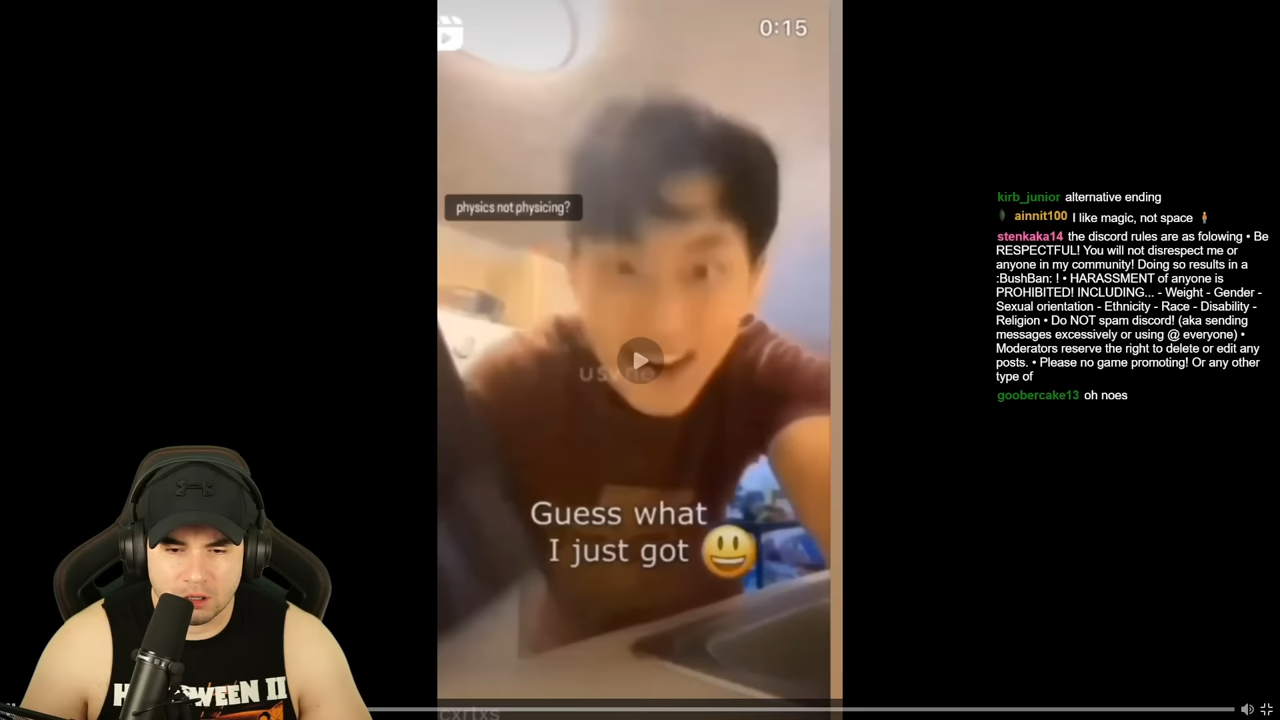 0:15
physics not physicing?
Guess what
I just got
kirb_junior alternative ending
ainnit100 I like magic, not space
stenkaka14 the discord rules are as folowing • Be
RESPECTFUL! You will not disrespect me or
anyone in my community! Doing so results in a
:BushBan: ! • HARASSMENT of anyone is
PROHIBITED! INCLUDING... - Weight - Gender -
Sexual orientation - Ethnicity - Race - Disability -
Religion • Do NOT spam discord! (aka sending
messages excessively or using @ everyone) •
Moderators reserve the right to delete or edit any
posts. • Please no game promoting! Or any other
type of
goobercake13 oh noes